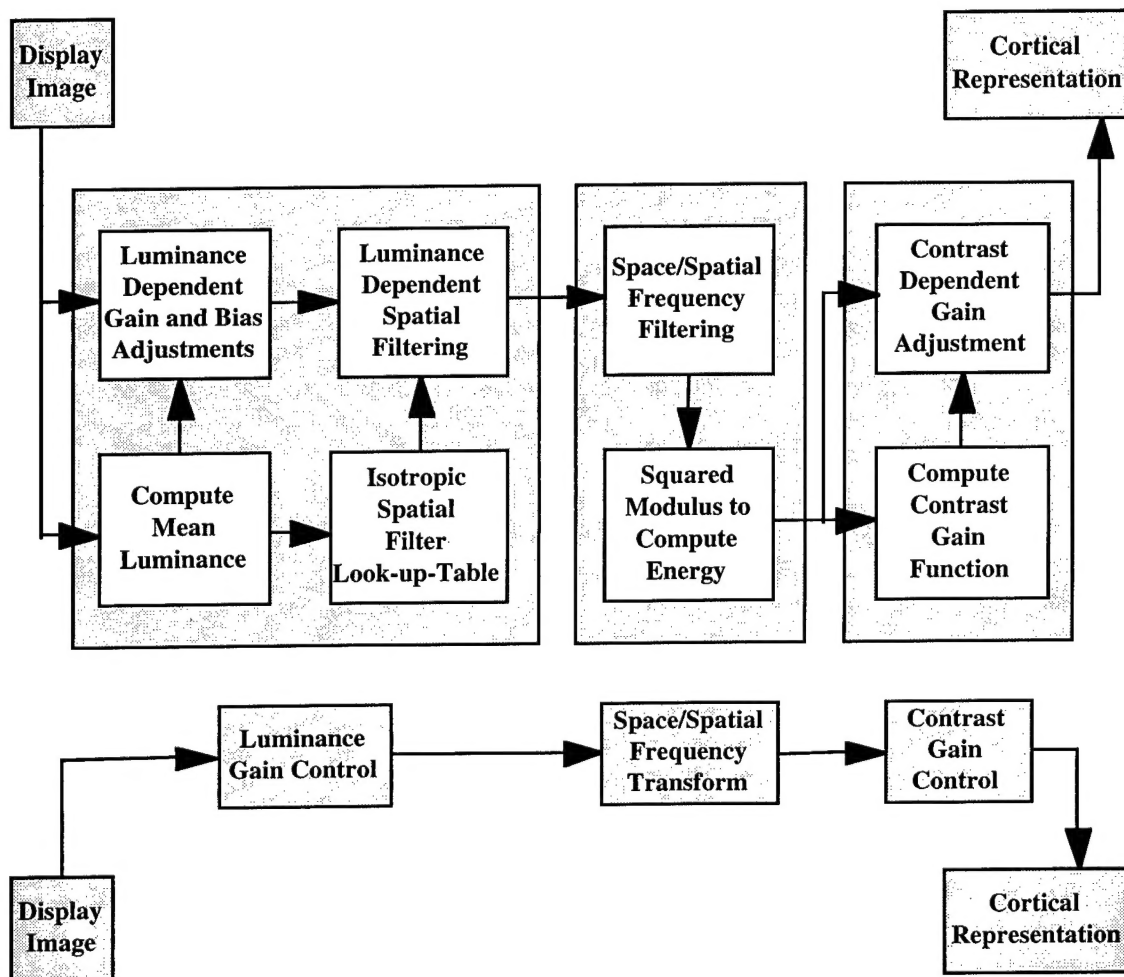 Display
Image
Cortical
Representation
Luminance
Dependent
Gain and Bias
Adjustments
Luminance
Dependent
Spatial
Filtering
Space/Spatial
Frequency
Filtering
Contrast
Dependent
Gain
Adjustment
Compute
Mean
Luminance
Isotropic
Spatial
Filter
Look-up-Table
Squared
Modulus to
Compute
Energy
Compute
Contrast
Gain
Function
Luminance
Gain Control
Space/Spatial
Frequency
Transform
Contrast
Gain
Control
Display
Image
Cortical
Representation